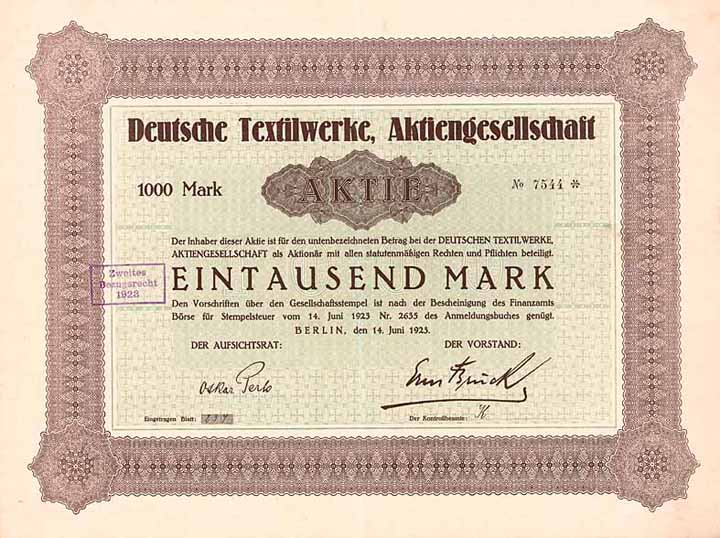 Deutsche Textilwerke, Aktiengesellschaft
1000 Mark
AKTIE
No 7544 *
Der Inhaber dieser Aktie ist für den untenbezeichneten Betrag bei der DEUTSCHEN TEXTILWERKE,
AKTIENGESELLSCHAFT als Aktionär mit allen statutenmäßigen Rechten und Pflichten beteiligt.
Zweites
Bezugsrecht
1923
EINTAUSEND MARK
Den Vorschriften über den Gesellschaftsstempel ist nach der Bescheinigung des Finanzamts
Börse für Stempelsteuer vom 14. Juni 1923 Nr. 2635 des Anmeldungsbuches genügt.
BERLIN, den 14. Juni 1923.
DER AUFSICHTSRAT:
DER VORSTAND:
Oskar
Eingetragen Blatt:
Der Kontrollbeamte: